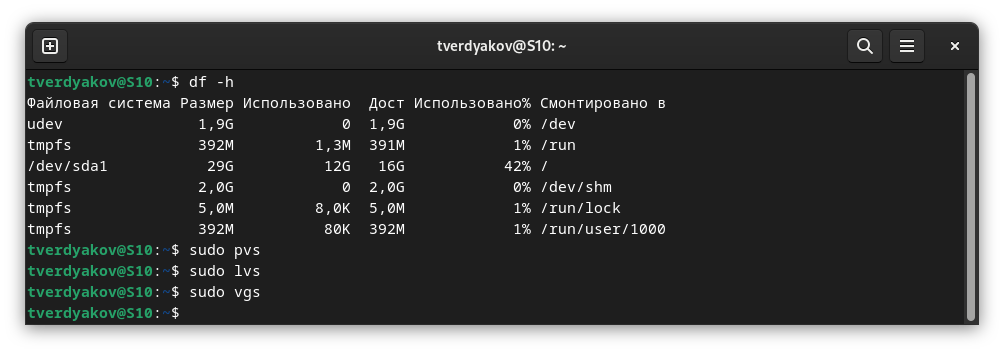 tverdyakov@S10: ~
tverdyakov@S10:~$ df -h
Файловая система Размер Использовано  Дост Использовано% Смонтировано в
udev               1,9G            0  1,9G            0% /dev
tmpfs              392M         1,3M  391M            1% /run
/dev/sda1           29G          12G   16G           42% /
tmpfs              2,0G            0  2,0G            0% /dev/shm
tmpfs              5,0M         8,0K  5,0M            1% /run/lock
tmpfs              392M          80K  392M            1% /run/user/1000
tverdyakov@S10:~$ sudo pvs
tverdyakov@S10:~$ sudo lvs
tverdyakov@S10:~$ sudo vgs
tverdyakov@S10:~$